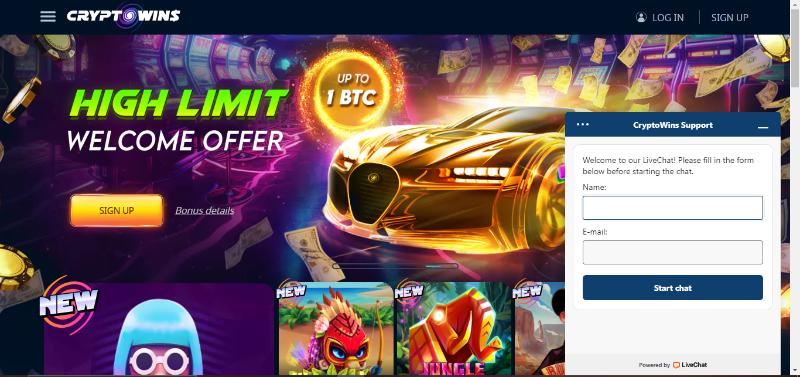 CRYPTOWIN$
LOG IN
SIGN UP
HIGH LIMIT
WELCOME OFFER
UP TO
1 BTC
SIGN UP
Bonus details
CryptoWins Support
Welcome to our LiveChat! Please fill in the form
below before starting the chat.
Name:
E-mail:
Start chat
Powered by LiveChat
NEW
NEW
NEW
NEW
JUNGLE